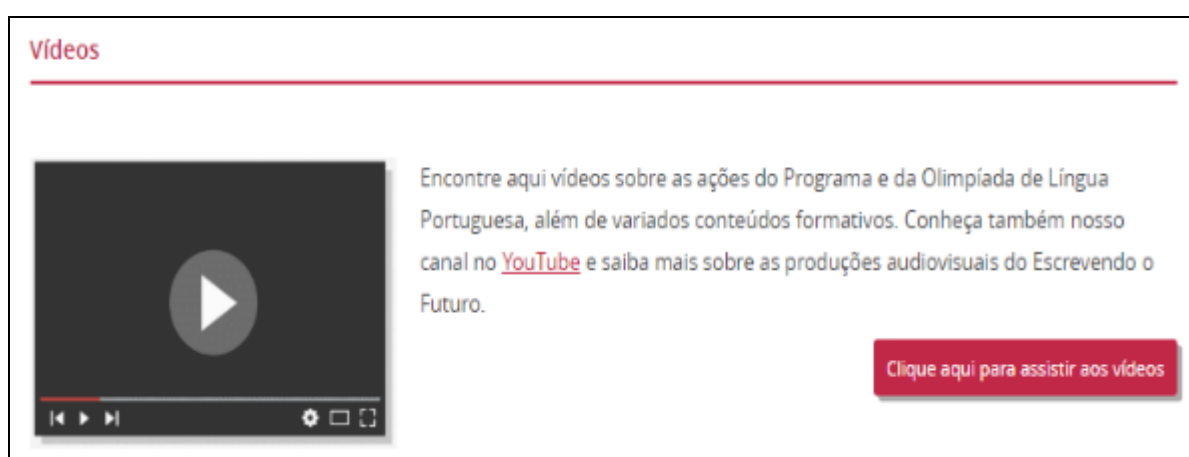 Vídeos
Encontre aqui vídeos sobre as ações do Programa e da Olimpíada de Língua
Portuguesa, além de variados conteúdos formativos. Conheça também nosso
canal no YouTube e saiba mais sobre as produções audiovisuais do Escrevendo o
Futuro.
Clique aqui para assistir aos vídeos